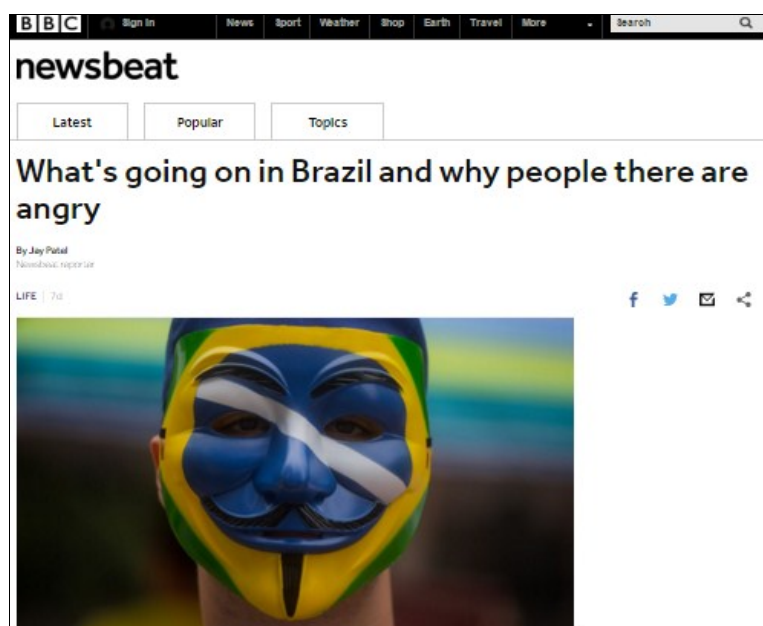 BBC Sign in News Sport Weather Shop Earth Travel More Search
newsbeat
Latest Popular Topics
What's going on in Brazil and why people there are
angry
By Jay Patel
Newsbeat reporter
LIFE 7d